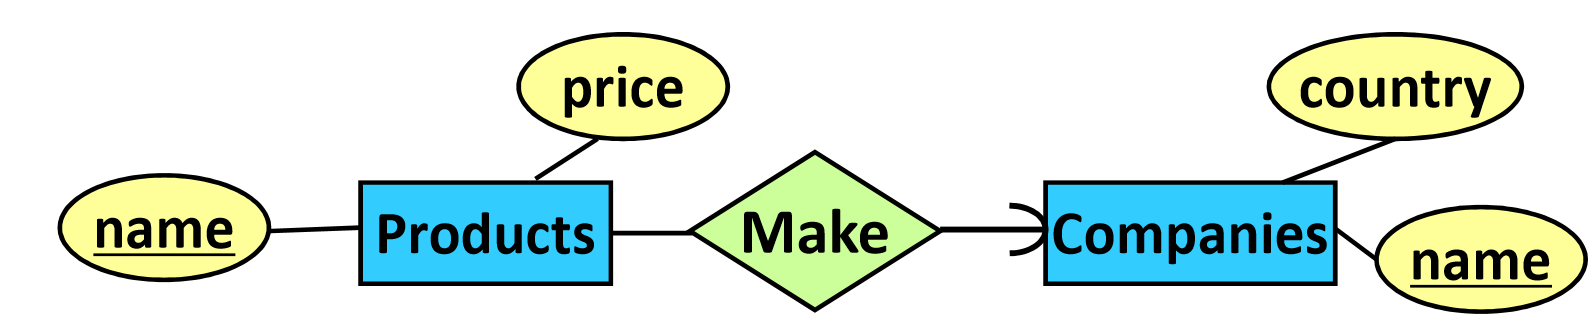 price
country
name
Products
Make
Companies
name